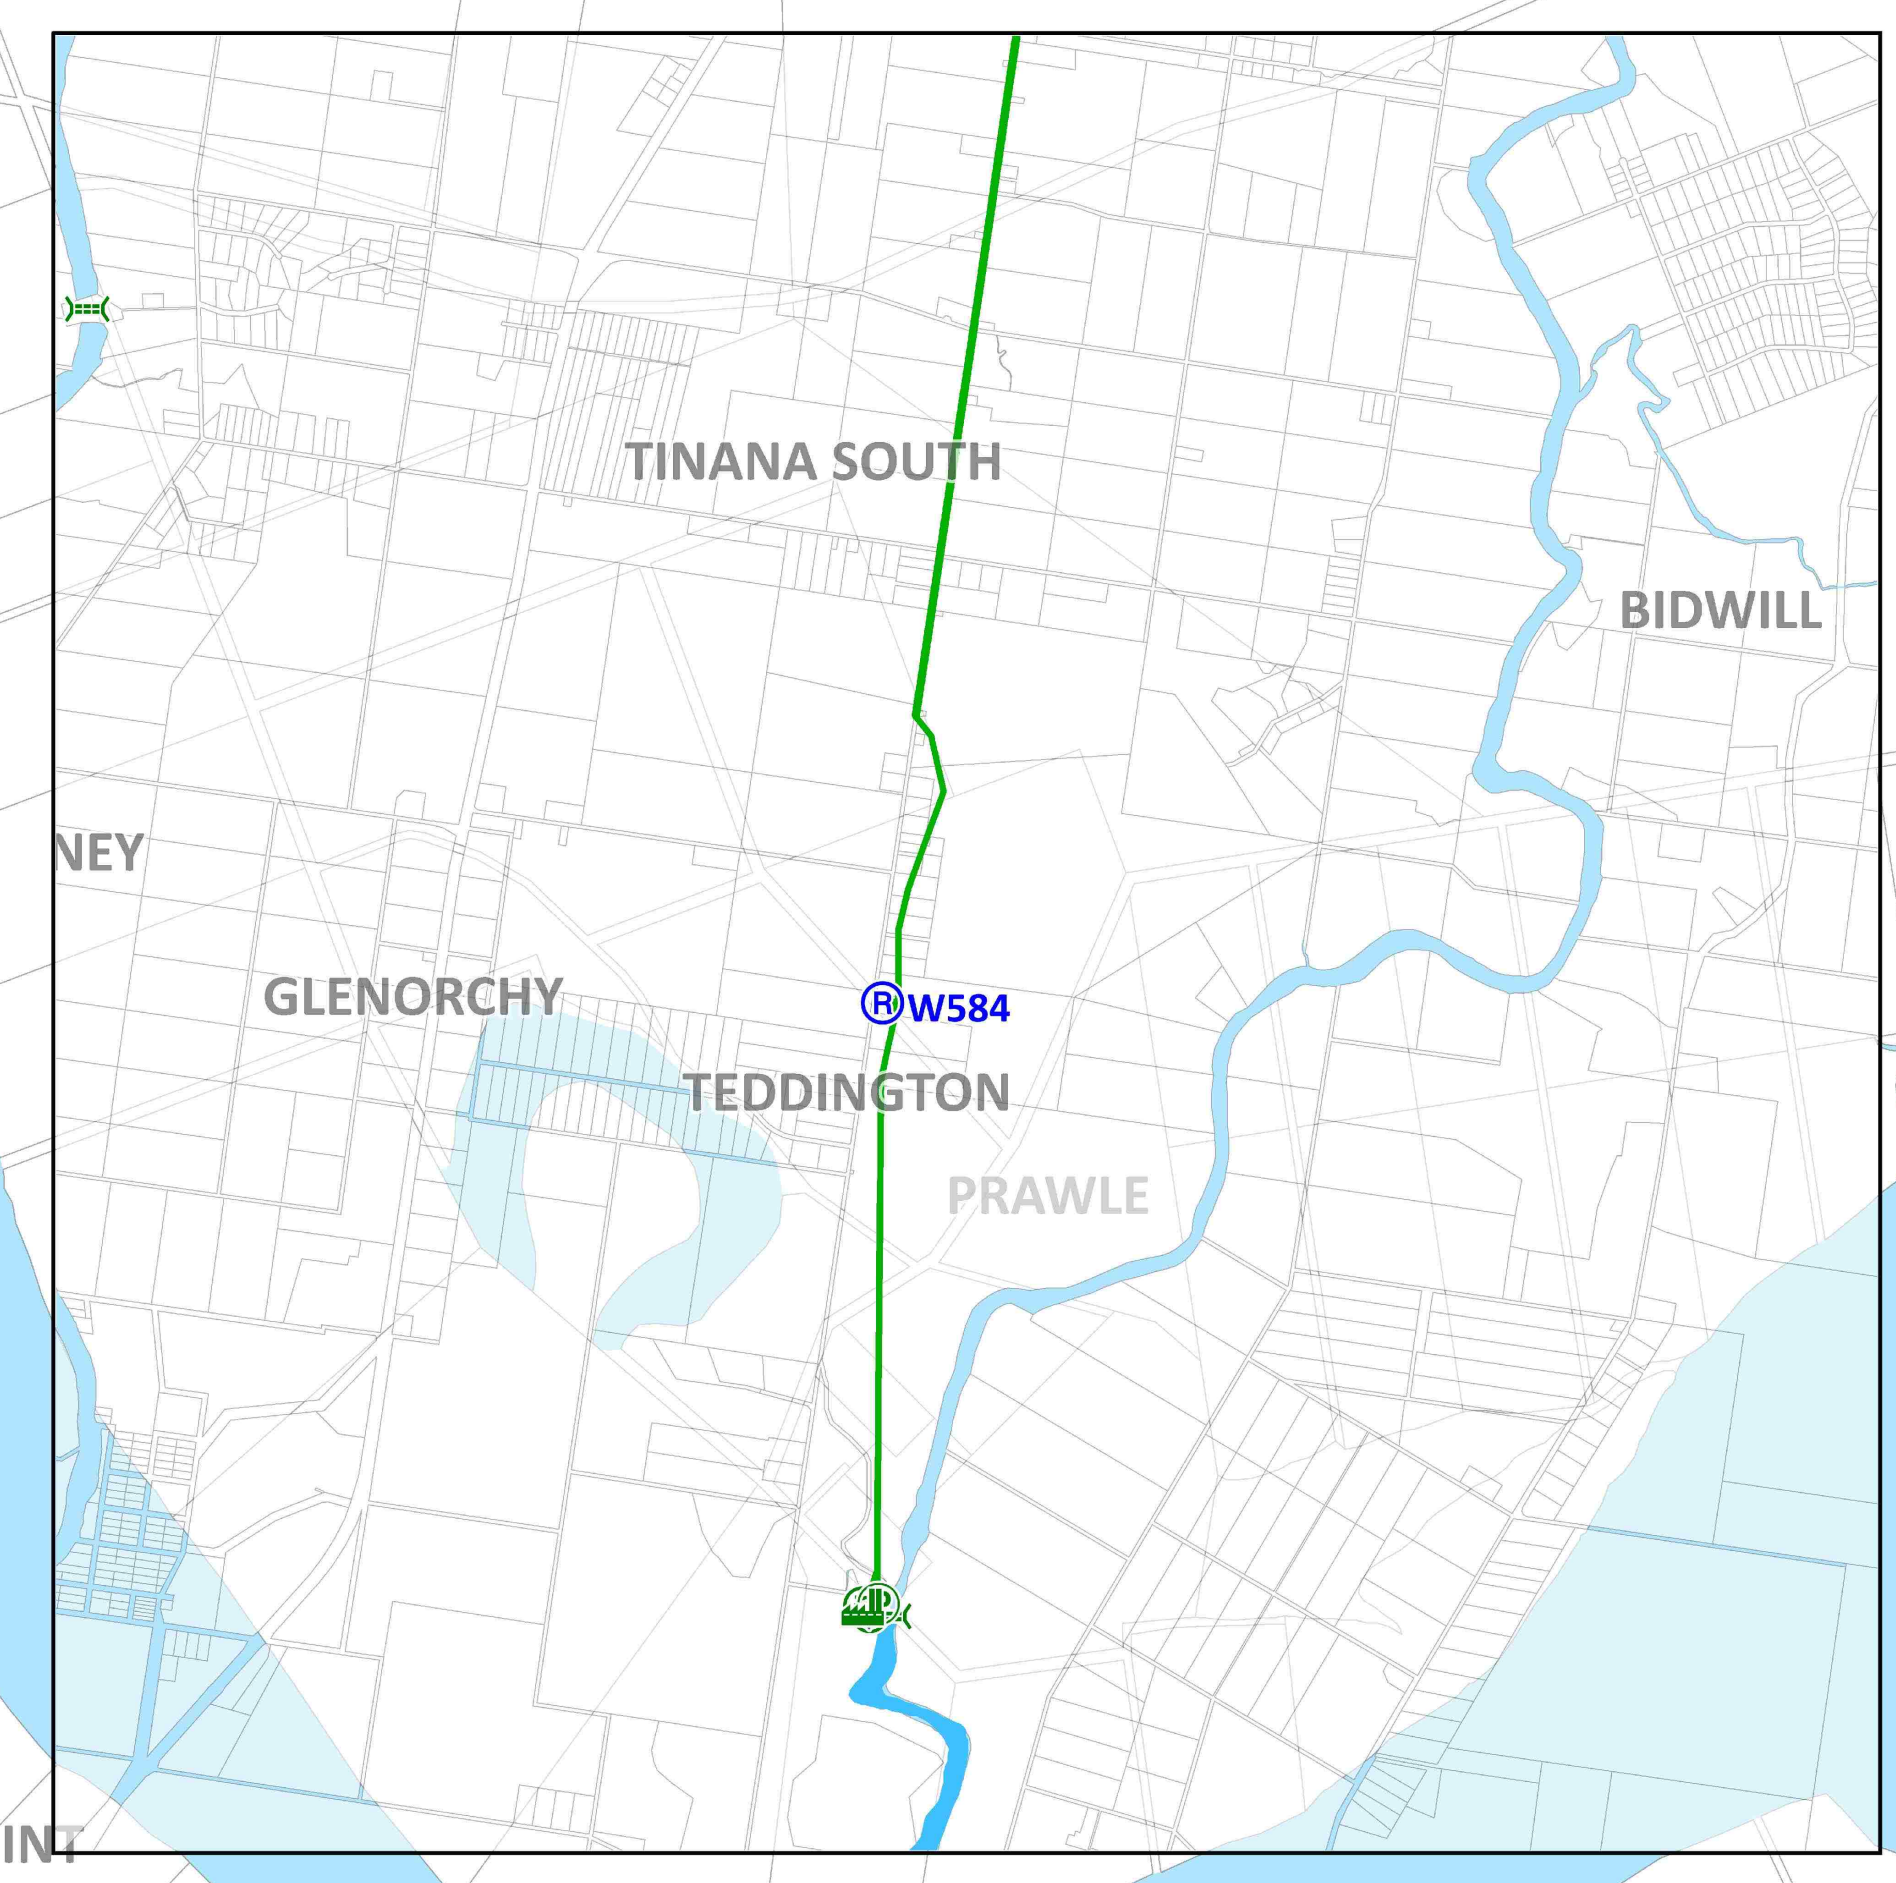 TINANA SOUTH
BIDWILL
NEY
GLENORCHY
R W584
TEDDINGTON
PRAWLE
INT